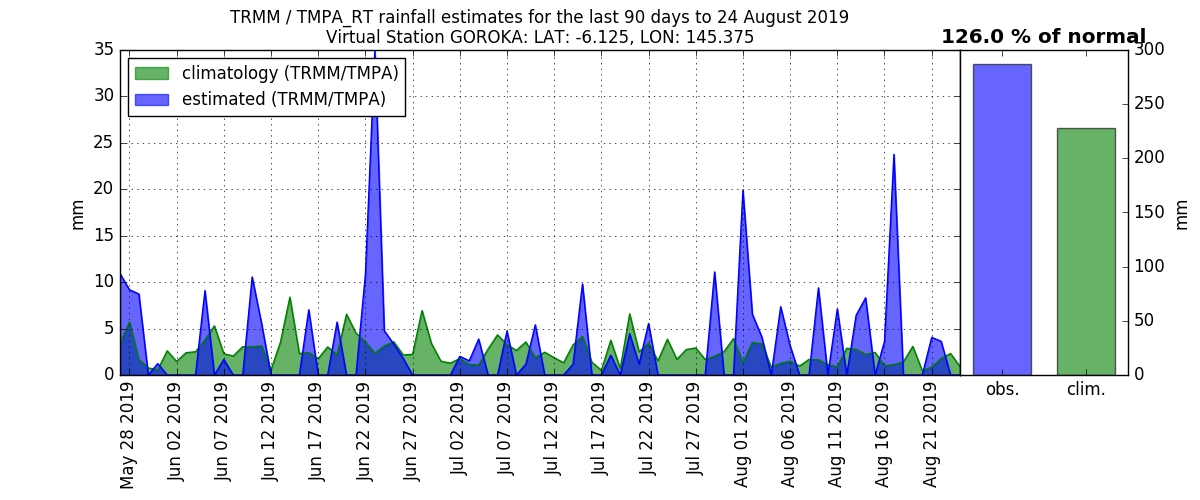 TRMM / TMPA_RT rainfall estimates for the last 90 days to 24 August 2019
Virtual Station GOROKA: LAT: -6.125, LON: 145.375
126.0 % of normal
climatology (TRMM/TMPA)
estimated (TRMM/TMPA)
35
30
25
20
15
10
5
0
mm
May 28 2019
Jun 02 2019
Jun 07 2019
Jun 12 2019
Jun 17 2019
Jun 22 2019
Jun 27 2019
Jul 02 2019
Jul 07 2019
Jul 12 2019
Jul 17 2019
Jul 22 2019
Jul 27 2019
Aug 01 2019
Aug 06 2019
Aug 11 2019
Aug 16 2019
Aug 21 2019
300
250
200
150
100
50
0
mm
obs.
clim.